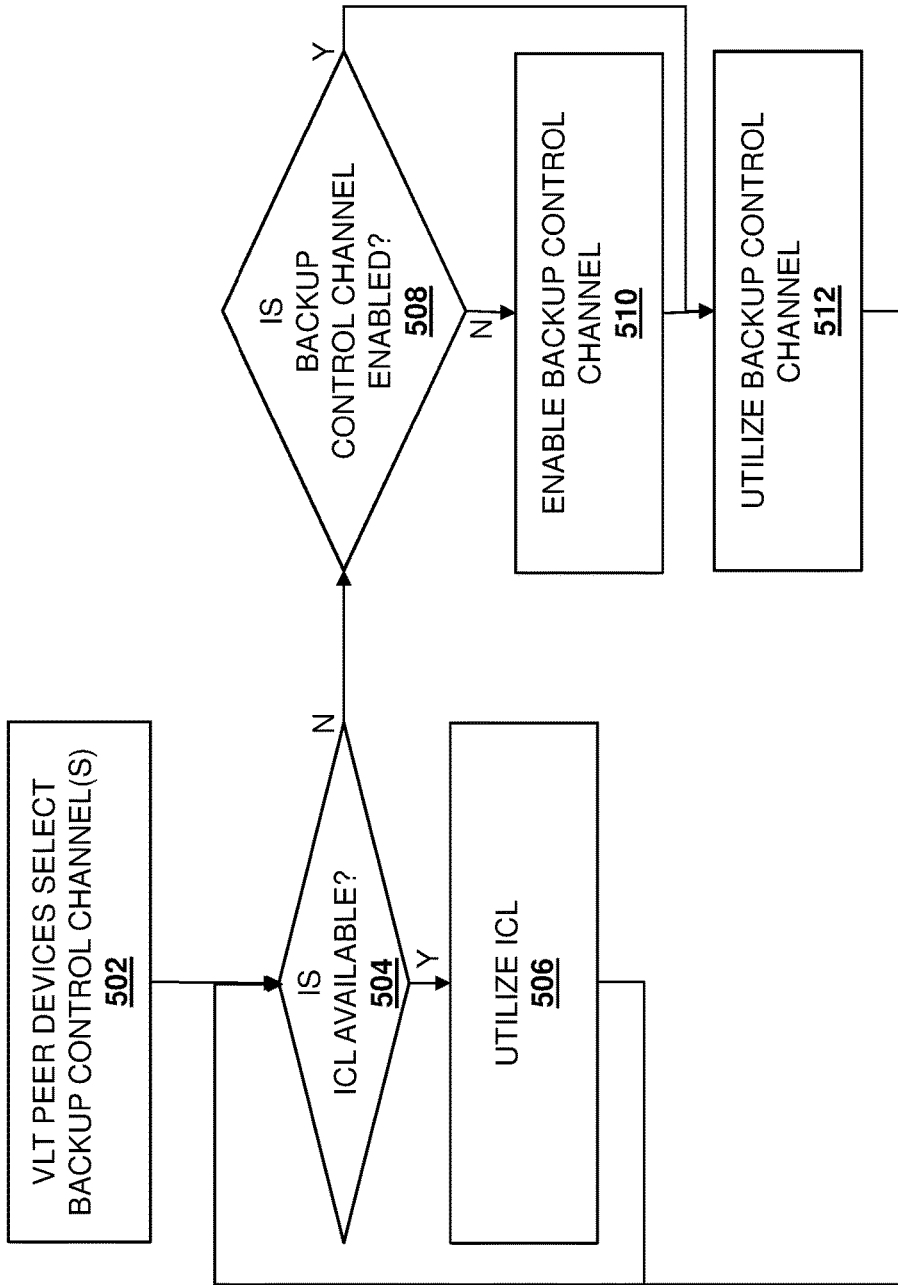 VLT PEER DEVICES SELECT
BACKUP CONTROL CHANNEL(S)
502
IS
ICL AVAILABLE?
504
N
Y
UTILIZE ICL
506
IS
BACKUP
CONTROL CHANNEL
ENABLED?
508
Y
N
ENABLE BACKUP CONTROL
CHANNEL
510
UTILIZE BACKUP CONTROL
CHANNEL
512